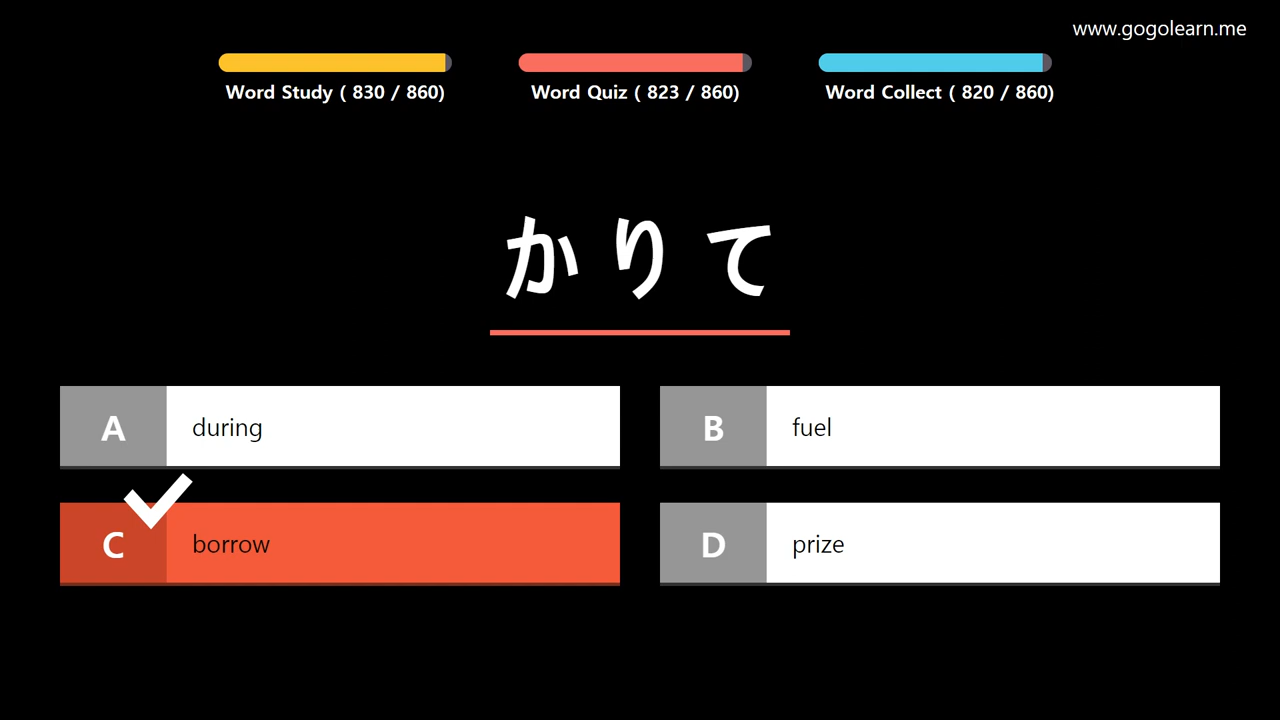 www.gogolearn.me
Word Study ( 830 / 860)
Word Quiz ( 823 / 860)
Word Collect ( 820 / 860)
かりて
A during
B fuel
C borrow
D prize